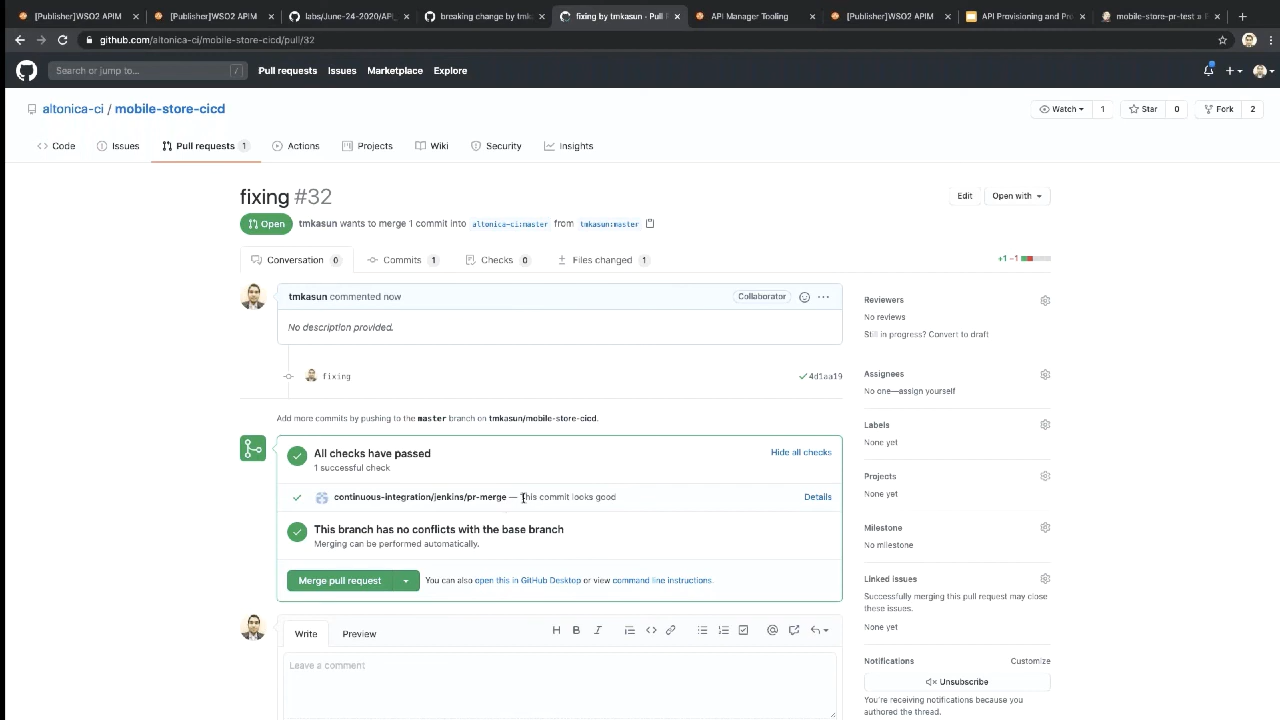 [Publisher]WSO2 APIM
[Publisher]WSO2 APIM
labs/June-24-2020/API_
breaking change by tmk
fixing by tmkasun · Pull
API Manager Tooling
[Publisher]WSO2 APIM
API Provisioning and Pro
mobile-store-pr-test »
github.com/altonica-ci/mobile-store-cicd/pull/32
Search or jump to... /
Pull requests Issues Marketplace Explore
altonica-ci / mobile-store-cicd
Watch 1 Star 0 Fork 2
Code Issues Pull requests 1 Actions Projects Wiki Security Insights
fixing #32
Edit Open with
Open tmkasun wants to merge 1 commit into altonica-ci:master from tmkasun:master
Conversation 0 Commits 1 Checks 0 Files changed 1
+1 −1
tmkasun commented now
Collaborator
No description provided.
fixing 4d1aa19
Add more commits by pushing to the master branch on tmkasun/mobile-store-cicd.
All checks have passed
Hide all checks
1 successful check
continuous-integration/jenkins/pr-merge — This commit looks good
Details
This branch has no conflicts with the base branch
Merging can be performed automatically.
Merge pull request
You can also open this in GitHub Desktop or view command line instructions.
Write Preview
Leave a comment
Reviewers
No reviews
Still in progress? Convert to draft
Assignees
No one—assign yourself
Labels
None yet
Projects
None yet
Milestone
No milestone
Linked issues
Successfully merging this pull request may close
these issues.
None yet
Notifications
Customize
Unsubscribe
You're receiving notifications because you
authored the thread.